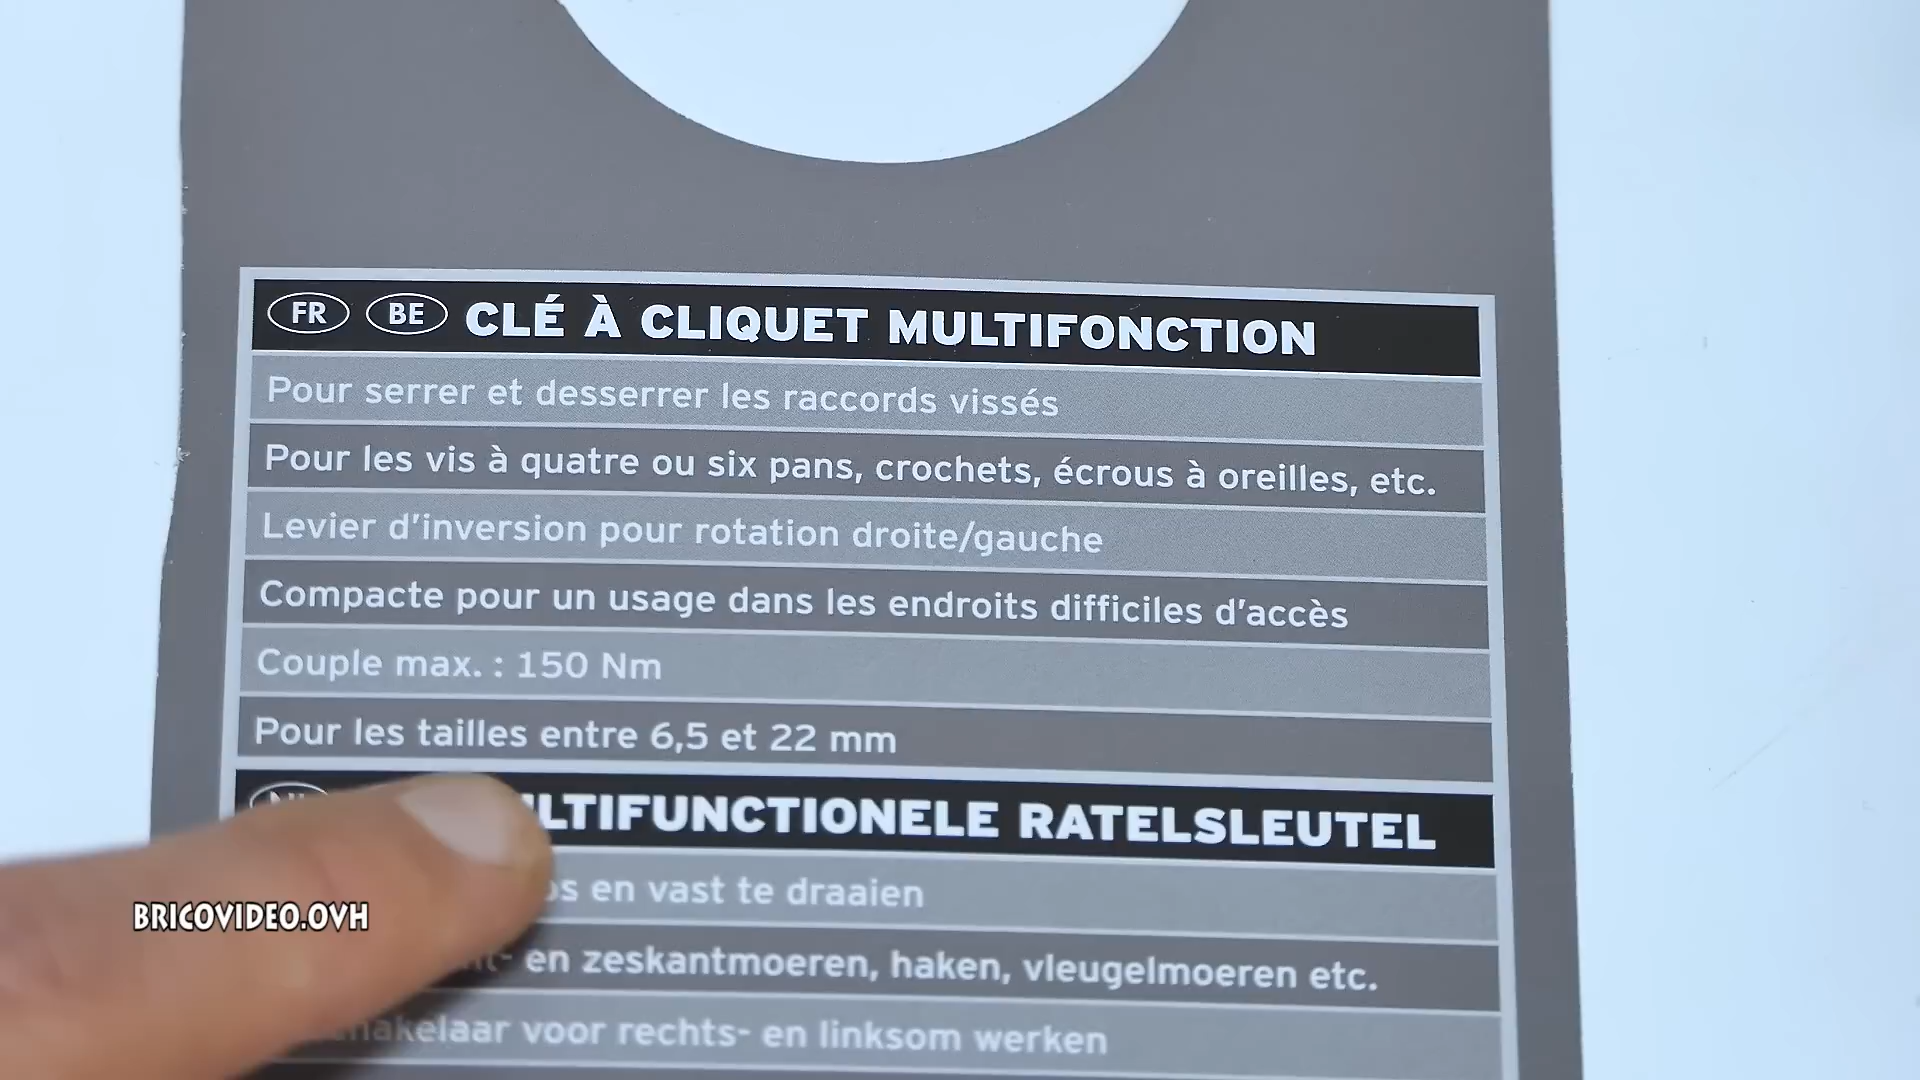 FR BE CLÉ À CLIQUET MULTIFONCTION
Pour serrer et desserrer les raccords vissés
Pour les vis à quatre ou six pans, crochets, écrous à oreilles, etc.
Levier d'inversion pour rotation droite/gauche
Compacte pour un usage dans les endroits difficiles d'accès
Couple max. : 150 Nm
Pour les tailles entre 6,5 et 22 mm
RATELSLEUTEL
en vast te draaien
en zeskantmoeren, haken, vleugelmoeren etc.
voor rechts- en linksom werken
BRICOVIDEO.OVH